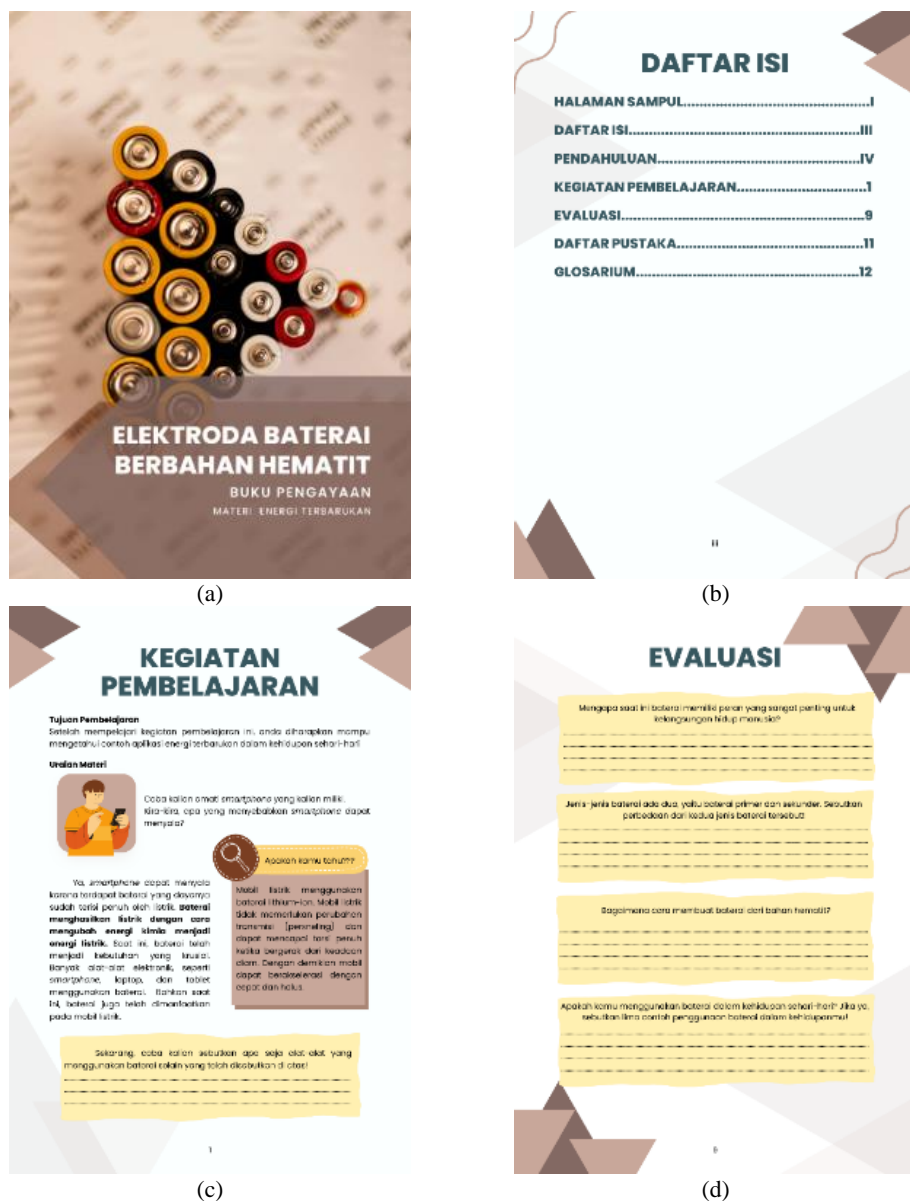 ELEKTRODA BATERAI
BERBAHAN HEMATIT
BUKU PENGAYAAN
MATERI ENERGI TERBARUKAN
(a)
DAFTAR ISI
HALAMAN SAMPUL.................................................I
DAFTAR ISI.............................................................III
PENDAHULUAN.....................................................IV
KEGIATAN PEMBELAJARAN..................................1
EVALUASI................................................................9
DAFTAR PUSTAKA................................................11
GLOSARIUM...........................................................12
(b)
KEGIATAN
PEMBELAJARAN
Tujuan Pembelajaran
Setelah mempelajari kegiatan pembelajaran ini, anda diharapkan mampu
mengetahui contoh aplikasi energi terbarukan dalam kehidupan sehari-hari
Uraian Materi
Coba kalian amati smartphone yang kalian miliki.
Kira-kira, apa yang menyebabkan smartphone dapat
menyala?
Apakah kamu tahu???
Ya, smartphone dapat menyala
karena terdapat baterai yang dayanya
sudah terisi penuh oleh listrik. Baterai
menghasilkan listrik dengan cara
mengubah energi kimia menjadi
energi listrik. Saat ini, baterai telah
menjadi kebutuhan yang krusial.
Banyak alat-alat elektronik, seperti
smartphone, laptop, dan tablet
menggunakan baterai. Bahkan saat
ini, baterai juga telah dimanfaatkan
pada mobil listrik.
Mobil listrik menggunakan
baterai lithium-ion. Mobil listrik
tidak memerlukan perubahan
transmisi (persneling) dan
dapat mencapai torsi penuh
ketika bergerak dari keadaan
diam. Dengan demikian mobil
dapat berakselerasi dengan
cepat dan halus.
Sekarang, coba kalian sebutkan apa saja alat-alat yang
menggunakan baterai selain yang telah disebutkan di atas!
1
(c)
EVALUASI
Mengapa saat ini baterai memiliki peran yang sangat penting untuk
kelangsungan hidup manusia?
Jenis-jenis baterai ada dua, yaitu baterai primer dan sekunder. Sebutkan
perbedaan dari kedua jenis baterai tersebut!
Bagaimana cara membuat baterai dari bahan hematit?
Apakah kamu menggunakan baterai dalam kehidupan sehari-hari? Jika ya,
sebutkan lima contoh penggunaan baterai dalam kehidupanmu!
9
(d)